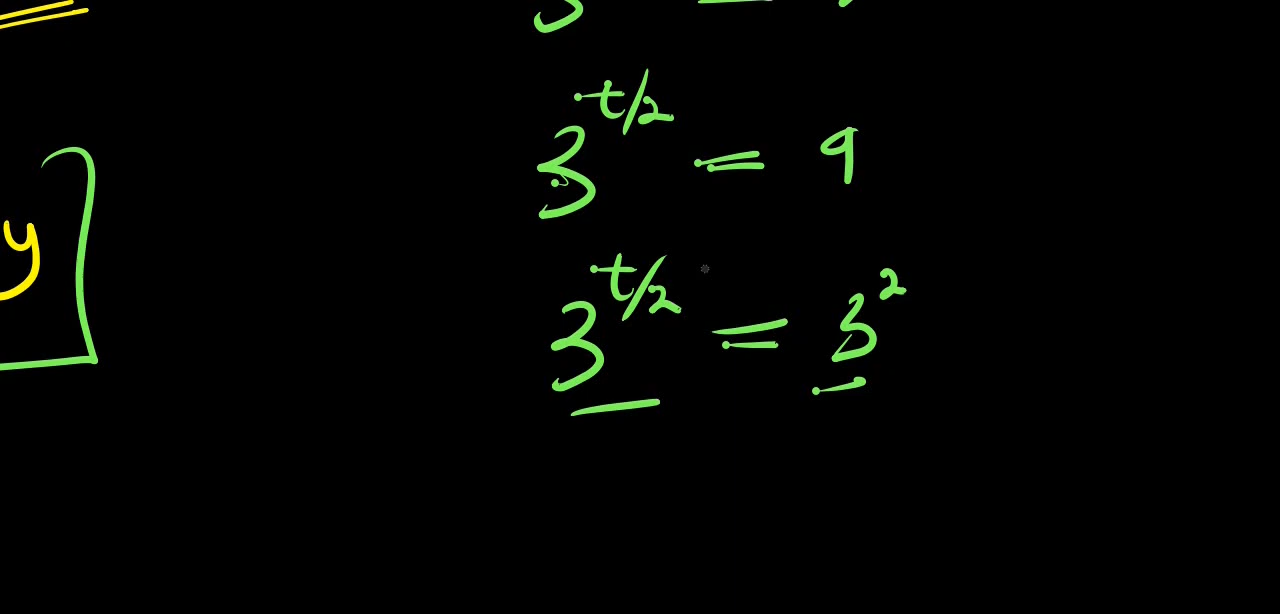 3^{t/2} = 9
y
3^{t/2} = 3^2